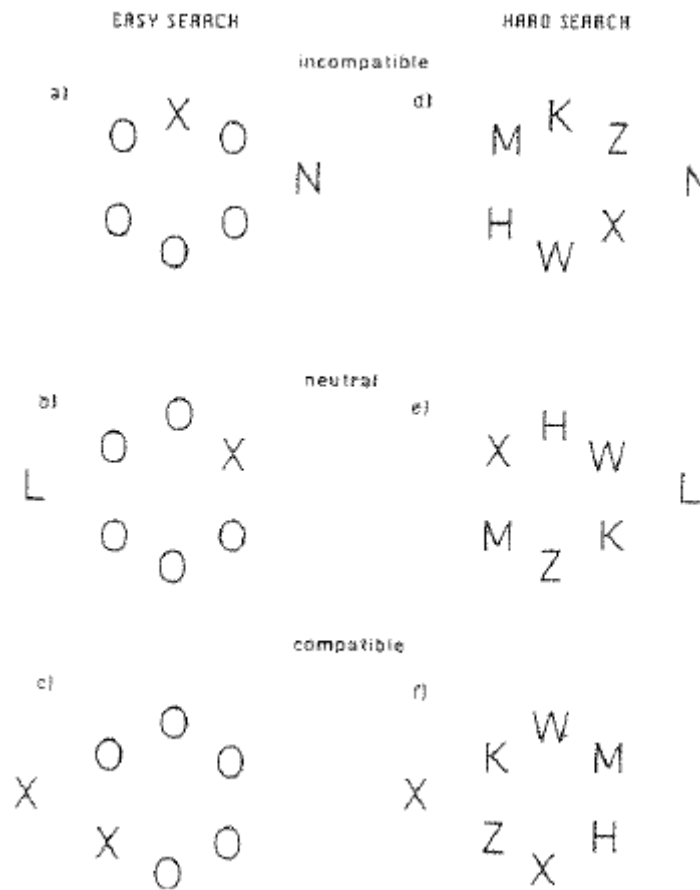 EASY SEARCH HARD SEARCH
incompatible
a) d)
X K
O O M Z
N N
O O H X
O W
neutral
b) e)
O H
O X X W
L L
O O M K
O Z
compatible
c) f)
O W
O O K M
X X
X O Z H
O X